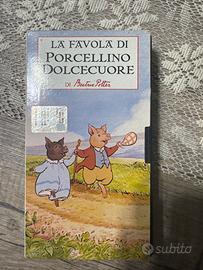 LA FAVOLA DI
PORCELLINO
DOLCECUORE
DI Beatrix Potter
subito